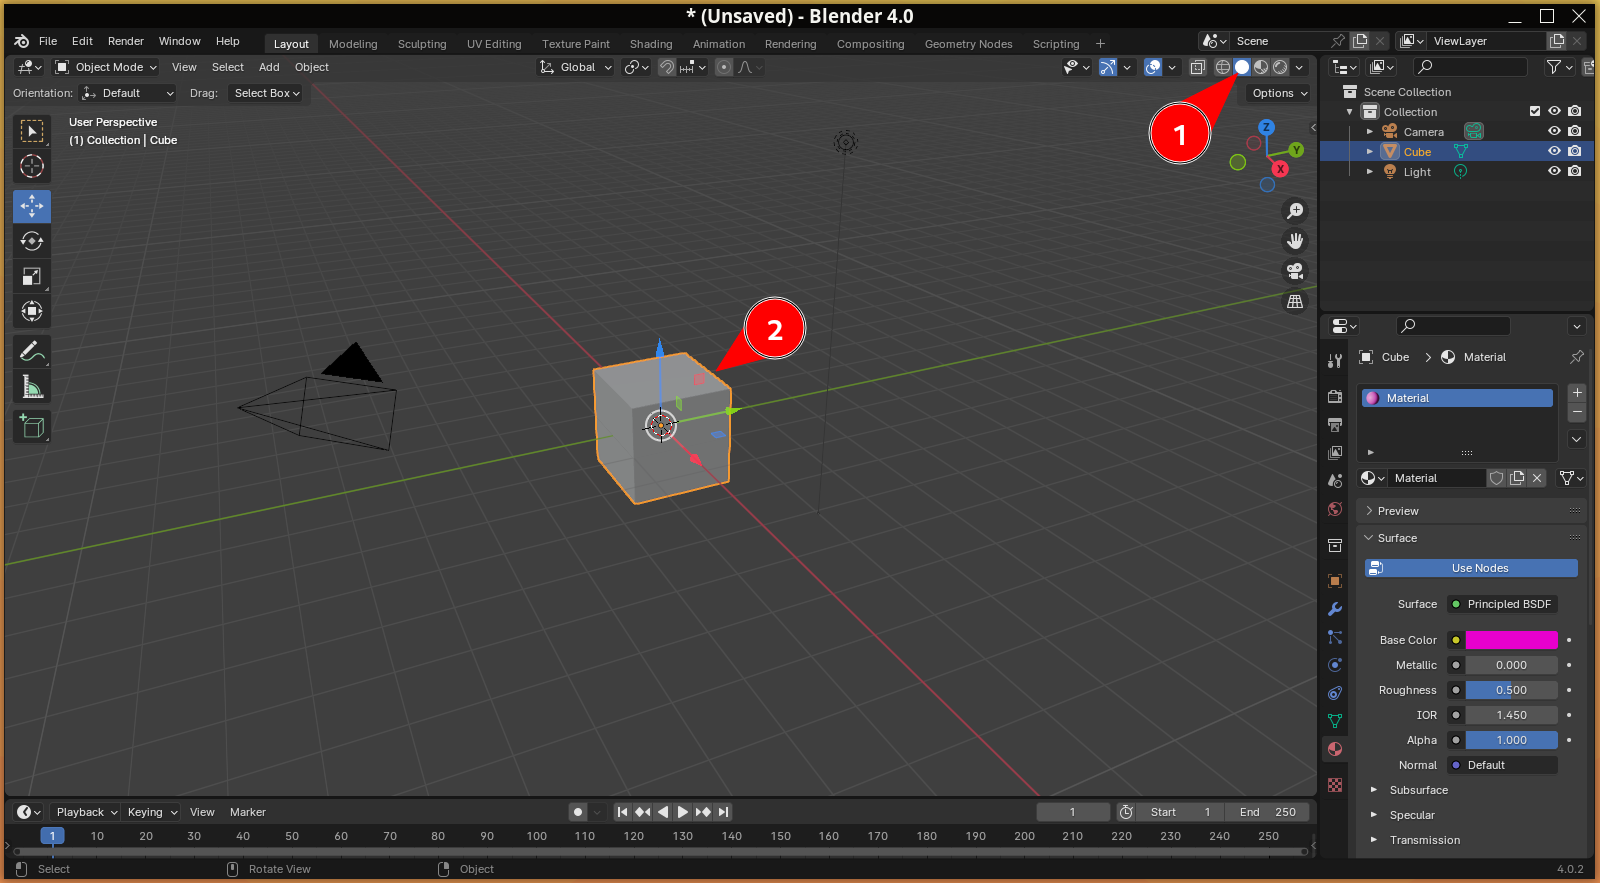 * (Unsaved) - Blender 4.0
File Edit Render Window Help Layout Modeling Sculpting UV Editing Texture Paint Shading Animation Rendering Compositing Geometry Nodes Scripting + Scene ViewLayer
Object Mode View Select Add Object Global
Orientation: Default Drag: Select Box Options
User Perspective
(1) Collection | Cube
1
Z
Y
X
2
Scene Collection
Collection
Camera
Cube
Light
Cube > Material
Material
Material
Preview
Surface
Use Nodes
Surface Principled BSDF
Base Color
Metallic 0.000
Roughness 0.500
IOR 1.450
Alpha 1.000
Normal Default
Subsurface
Specular
Transmission
Playback Keying View Marker 1 Start 1 End 250
1 10 20 30 40 50 60 70 80 90 100 110 120 130 140 150 160 170 180 190 200 210 220 230 240 250
Select Rotate View Object 4.0.2